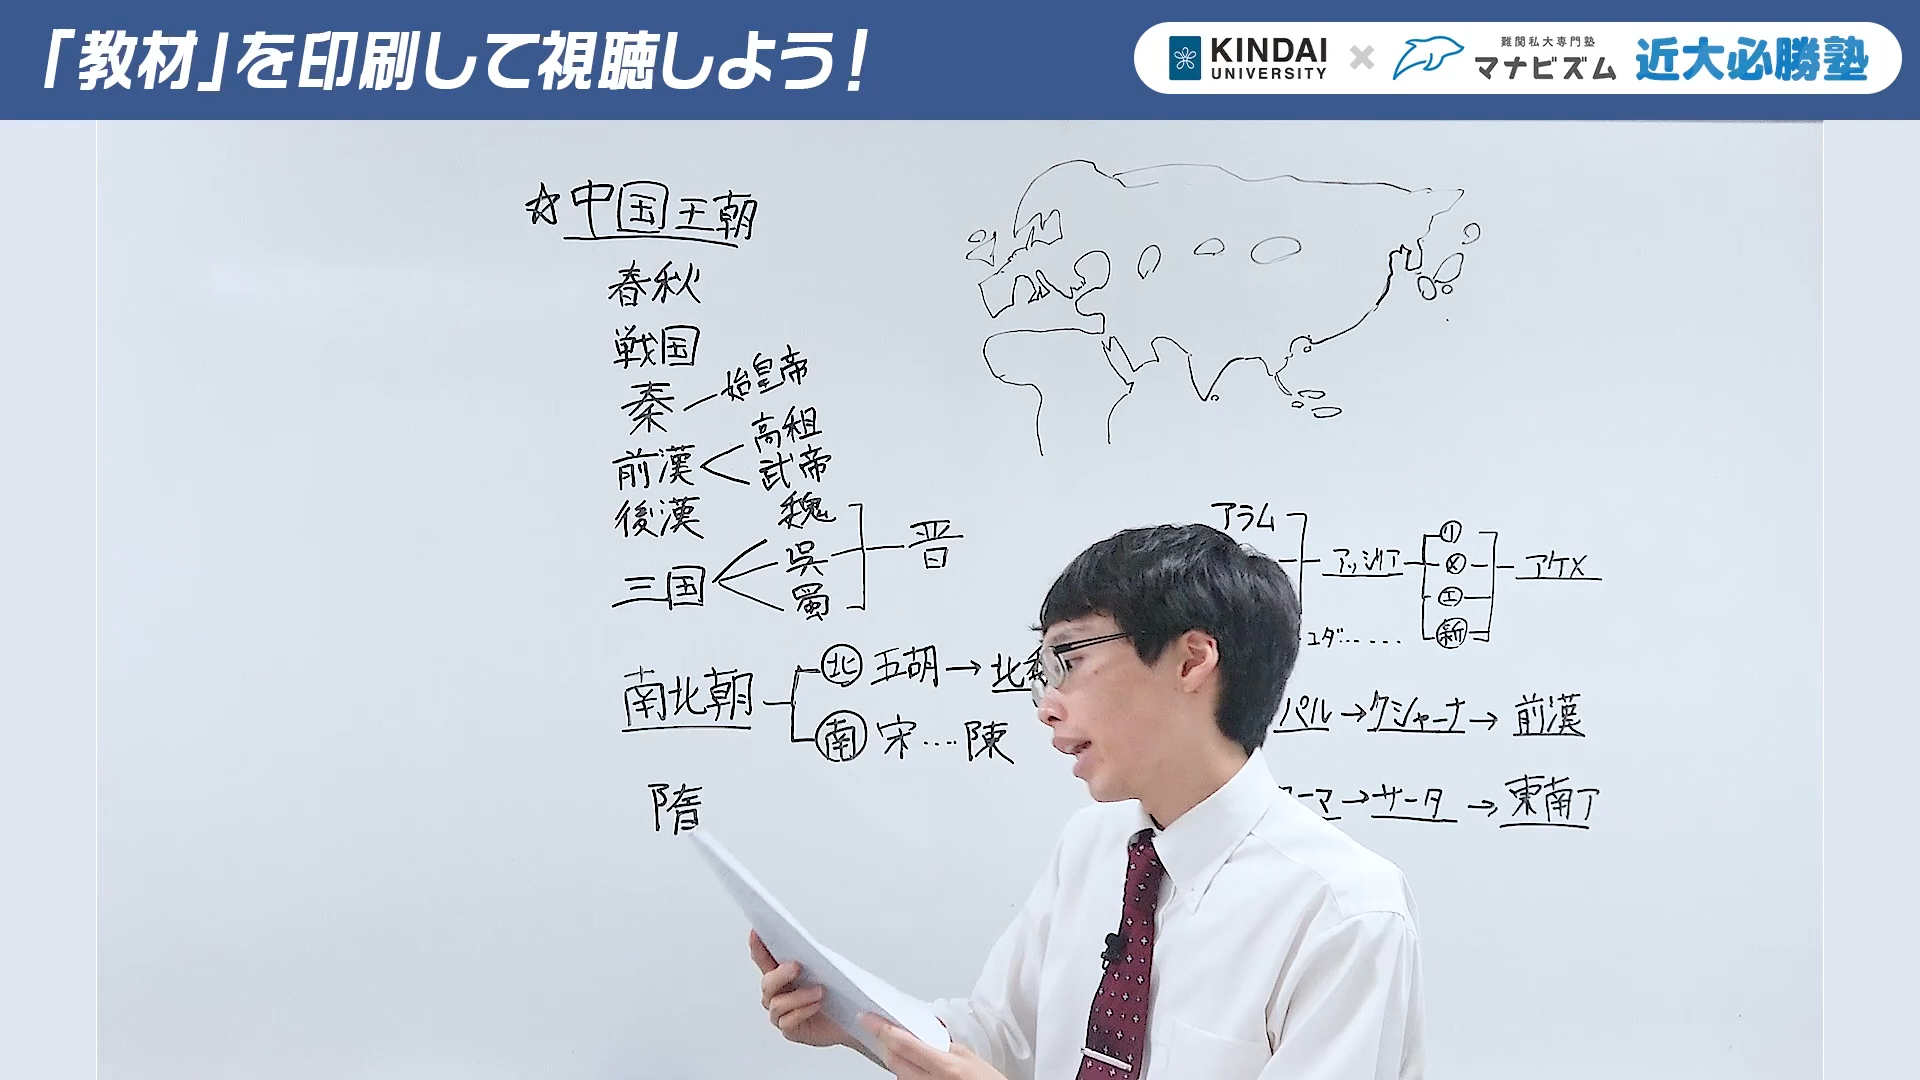 「教材」を印刷して視聴しよう!
KINDAI UNIVERSITY × 難関私大専門塾 マナビズム 近大必勝塾
☆中国王朝
春秋
戦国
秦 始皇帝
前漢 高祖 武帝
後漢
三国 魏 呉 蜀 晋
南北朝 北 五胡→北
南 宋‥‥陳
隋
アラム アッシリア リ メ エ 新 アケメ
ユダ‥‥‥
パル→クシャーナ→前漢
ーマ→サータ→東南ア